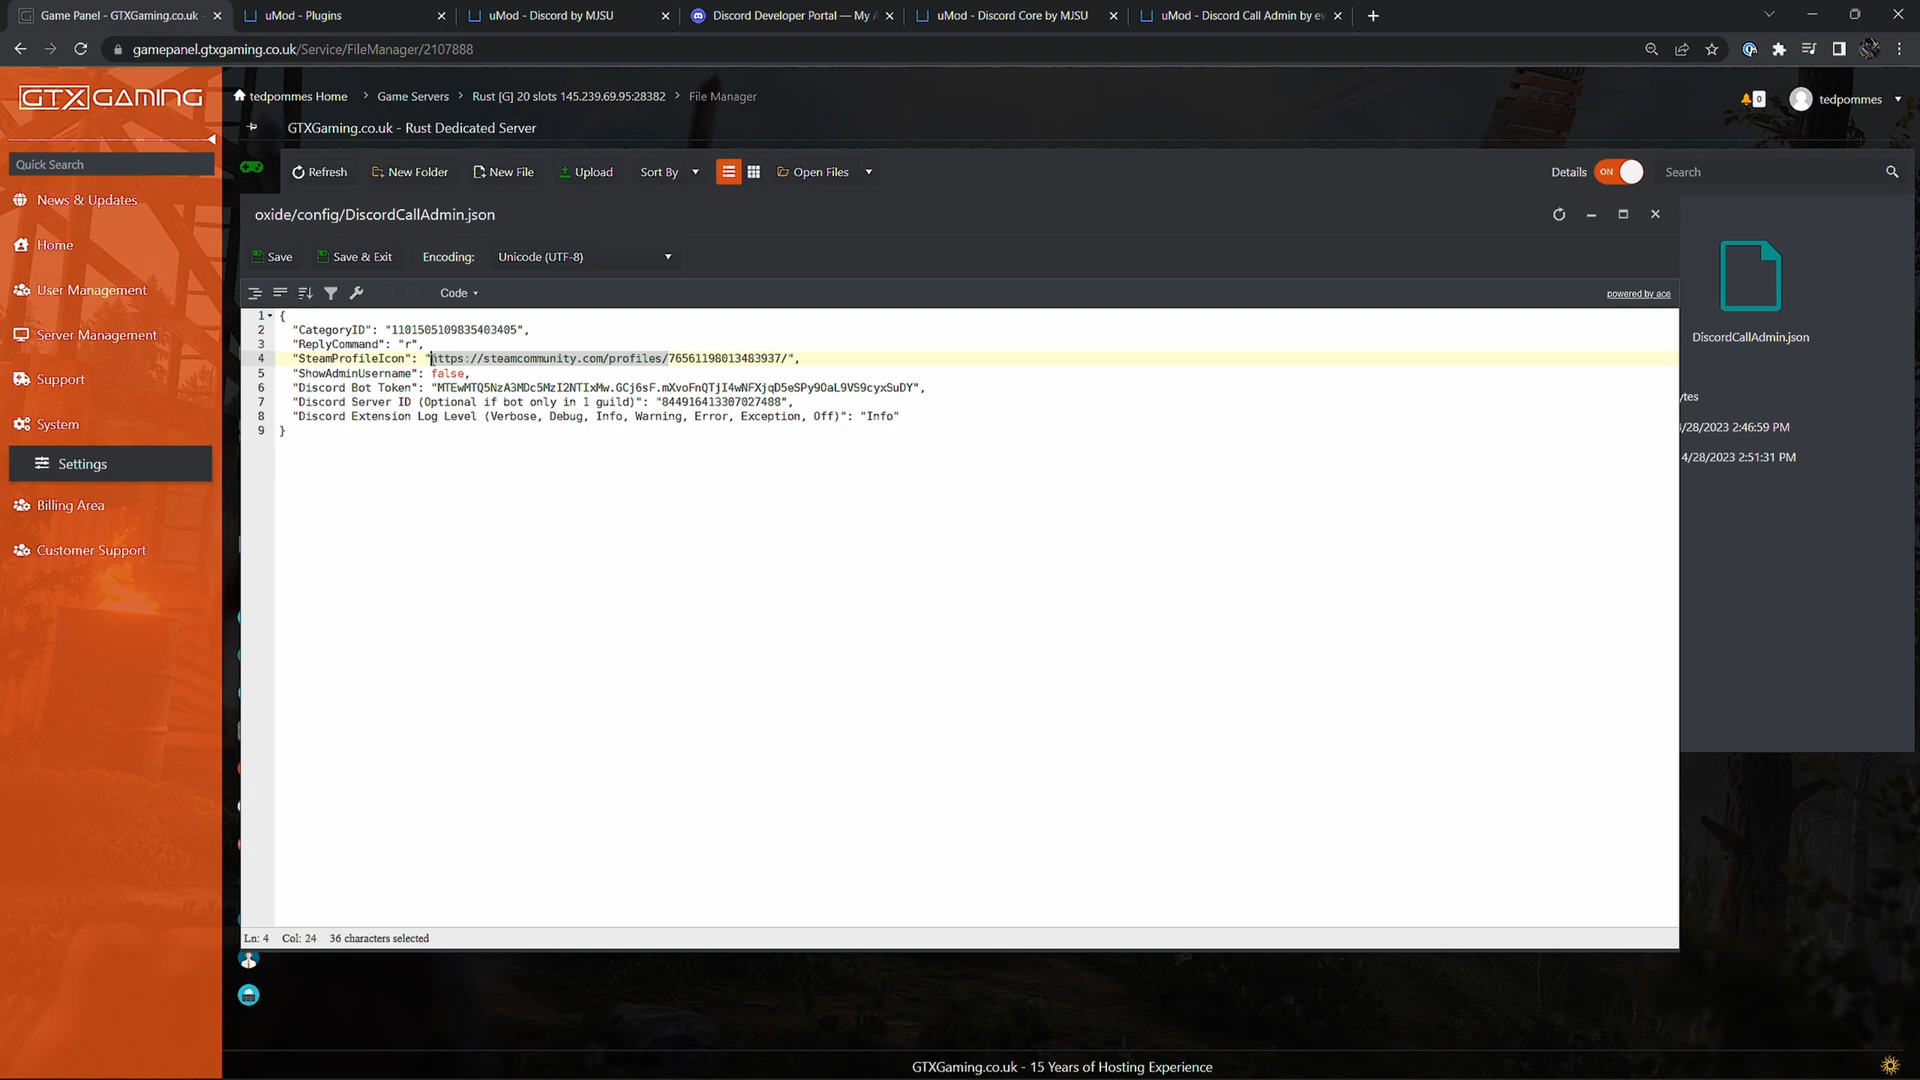 Game Panel - GTXGaming.co.uk -
uMod - Plugins
uMod - Discord by MJSU
Discord Developer Portal — My A
uMod - Discord Core by MJSU
uMod - Discord Call Admin by ev
gamepanel.gtxgaming.co.uk/Service/FileManager/2107888
GTXGAMING
tedpommes Home > Game Servers > Rust [G] 20 slots 145.239.69.95:28382 > File Manager
0
tedpommes
GTXGaming.co.uk - Rust Dedicated Server
Quick Search
News & Updates
Home
User Management
Server Management
Support
System
Settings
Billing Area
Customer Support
Refresh
New Folder
New File
Upload
Sort By
Open Files
Details
ON
Search
oxide/config/DiscordCallAdmin.json
Save
Save & Exit
Encoding:
Unicode (UTF-8)
Code
powered by ace
1 {
2 "CategoryID": "1101505109835403405",
3 "ReplyCommand": "r",
4 "SteamProfileIcon": "https://steamcommunity.com/profiles/76561198013483937/",
5 "ShowAdminUsername": false,
6 "Discord Bot Token": "MTEwMTQ5NzA3MDc5MzI2NTIxMw.GCj6sF.mXvoFnQTjI4wNFXjqD5eSPy90aL9VS9cyxSuDY",
7 "Discord Server ID (Optional if bot only in 1 guild)": "844916413307027488",
8 "Discord Extension Log Level (Verbose, Debug, Info, Warning, Error, Exception, Off)": "Info"
9 }
Ln: 4 Col: 24 36 characters selected
DiscordCallAdmin.json
ytes
/28/2023 2:46:59 PM
4/28/2023 2:51:31 PM
GTXGaming.co.uk - 15 Years of Hosting Experience